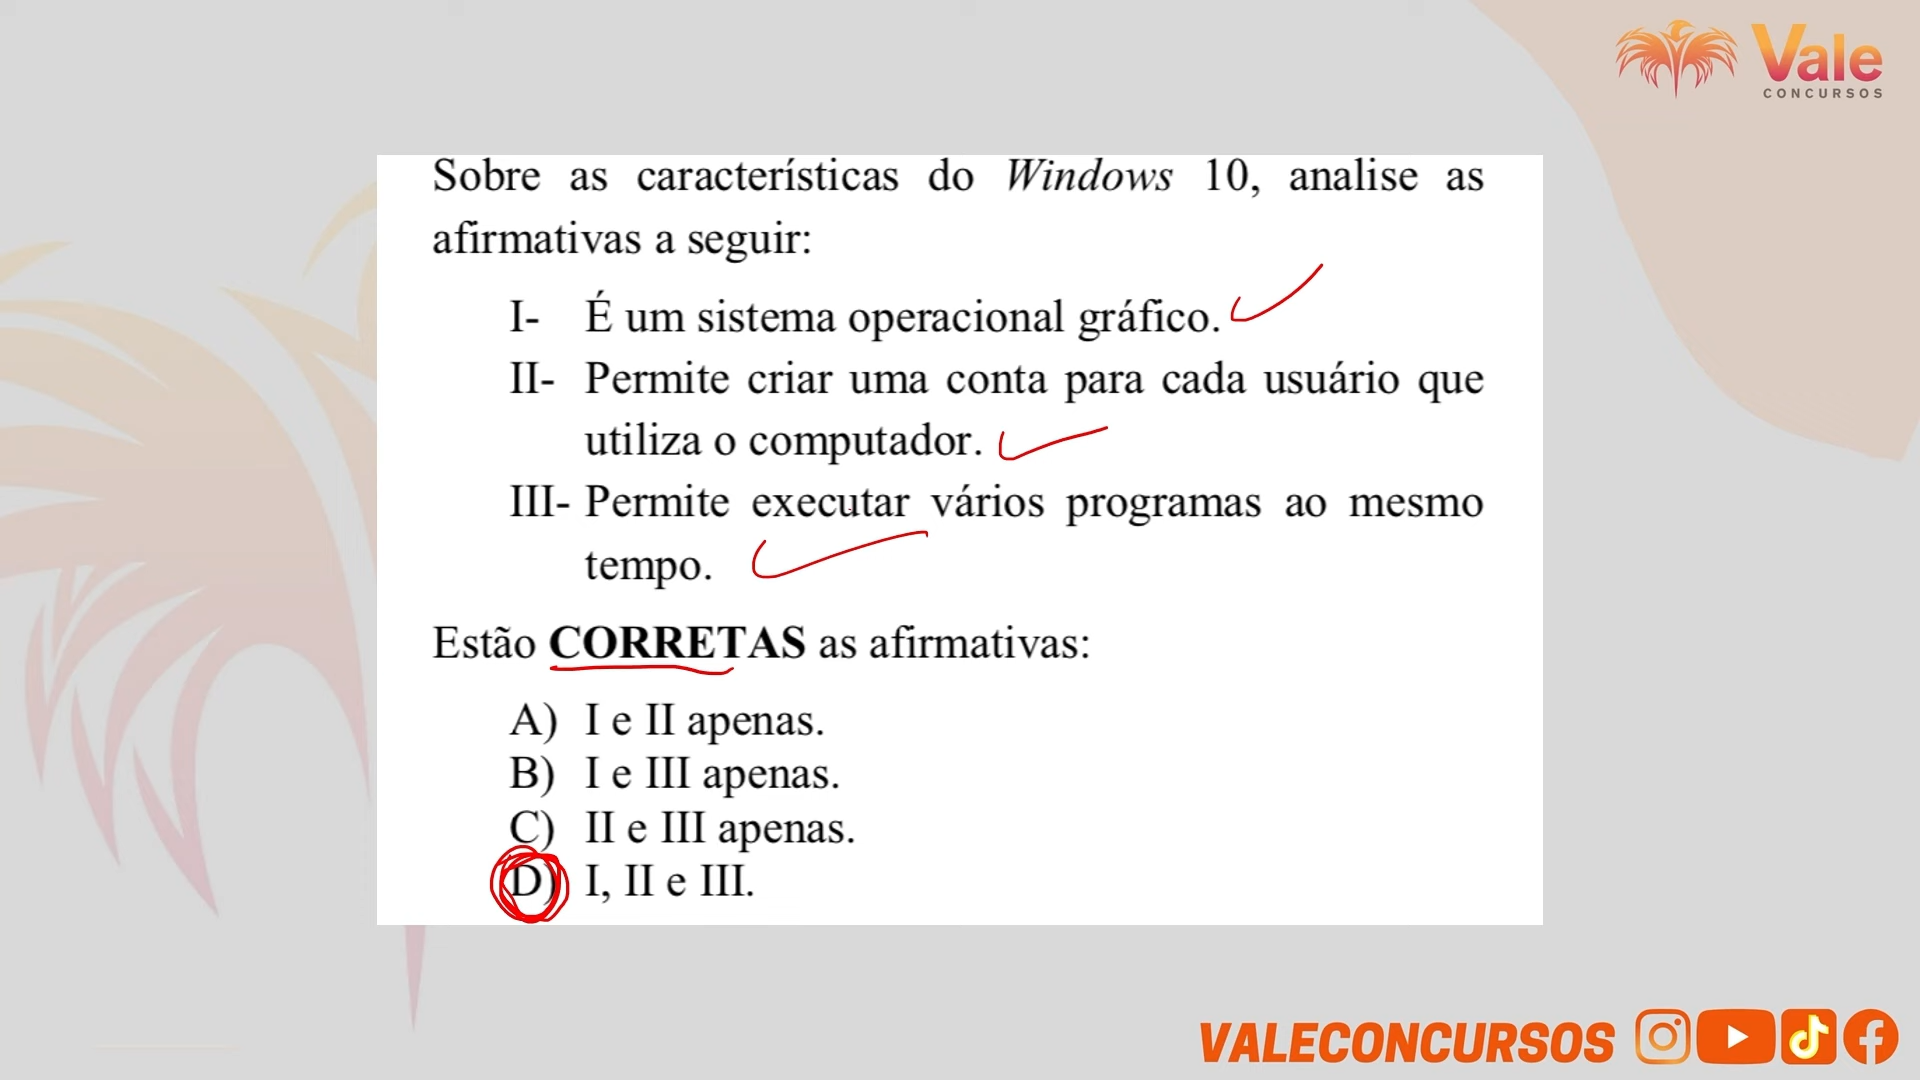 Vale
CONCURSOS
Sobre as características do Windows 10, analise as
afirmativas a seguir:
I- É um sistema operacional gráfico.
II- Permite criar uma conta para cada usuário que
utiliza o computador.
III- Permite executar vários programas ao mesmo
tempo.
Estão CORRETAS as afirmativas:
A) I e II apenas.
B) I e III apenas.
C) II e III apenas.
D) I, II e III.
VALECONCURSOS